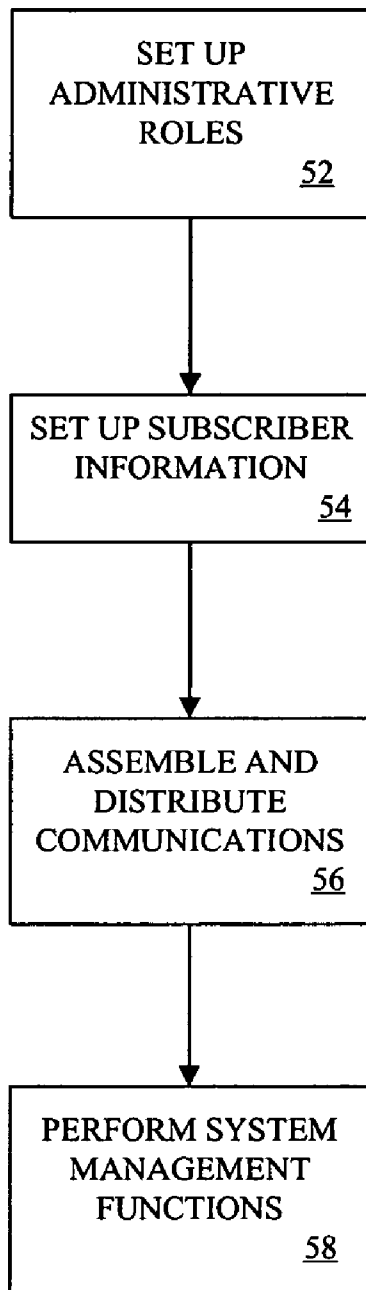 SET UP
ADMINISTRATIVE
ROLES
52
SET UP SUBSCRIBER
INFORMATION
54
ASSEMBLE AND
DISTRIBUTE
COMMUNICATIONS
56
PERFORM SYSTEM
MANAGEMENT
FUNCTIONS
58